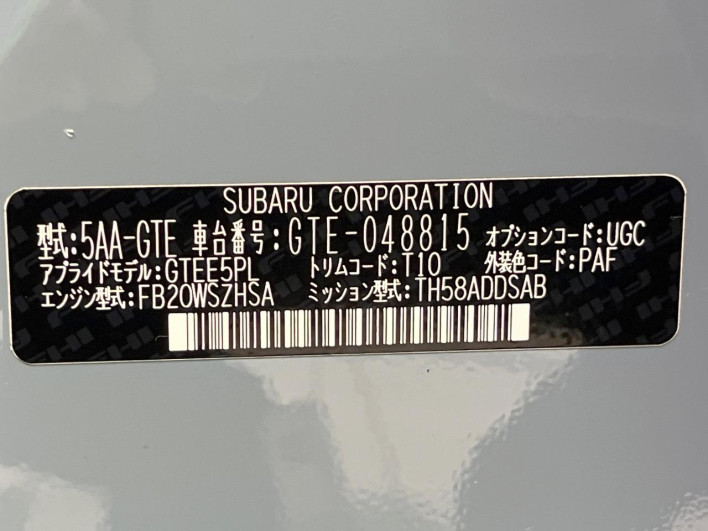 SUBARU CORPORATION
型式:5AA-GTE 車台番号:GTE-048815 オプションコード:UGC
アプライドモデル:GTEE5PL トリムコード:T10 外装色コード:PAF
エンジン型式:FB20WSZHSA ミッション型式:TH58ADDSAB